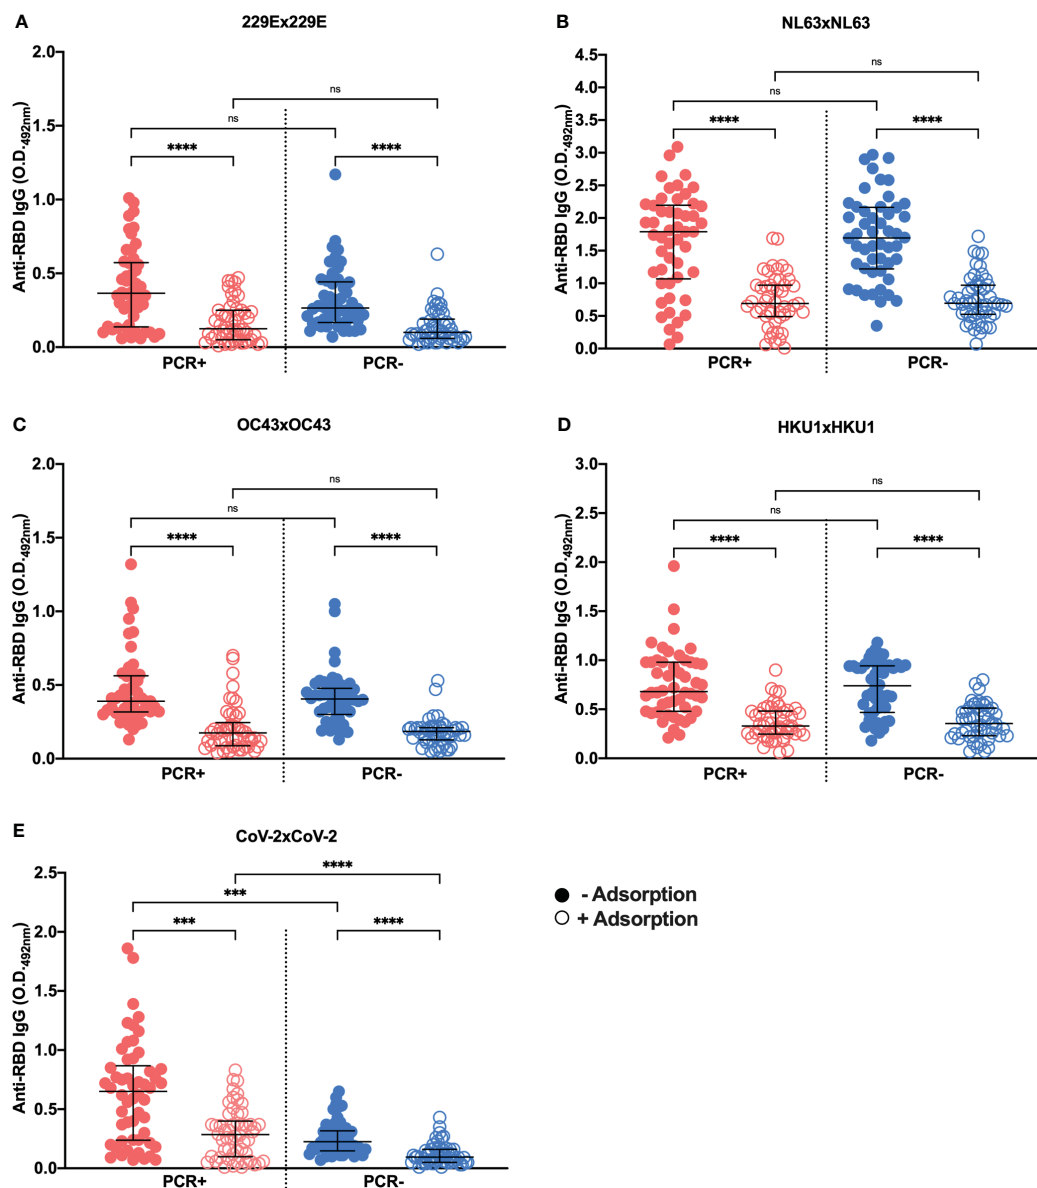 A
229Ex229E
Anti-RBD IgG (O.D.492nm)
2.0
1.5
1.0
0.5
0.0
ns
ns
****
****
PCR+
PCR-
B
NL63xNL63
Anti-RBD IgG (O.D.492nm)
4.5
4.0
3.5
3.0
2.5
2.0
1.5
1.0
0.5
0.0
ns
ns
****
****
PCR+
PCR-
C
OC43xOC43
Anti-RBD IgG (O.D.492nm)
2.0
1.5
1.0
0.5
0.0
ns
ns
****
****
PCR+
PCR-
D
HKU1xHKU1
Anti-RBD IgG (O.D.492nm)
3.0
2.5
2.0
1.5
1.0
0.5
0.0
ns
ns
****
****
PCR+
PCR-
E
CoV-2xCoV-2
Anti-RBD IgG (O.D.492nm)
2.5
2.0
1.5
1.0
0.5
0.0
****
***
***
****
PCR+
PCR-
- Adsorption
+ Adsorption